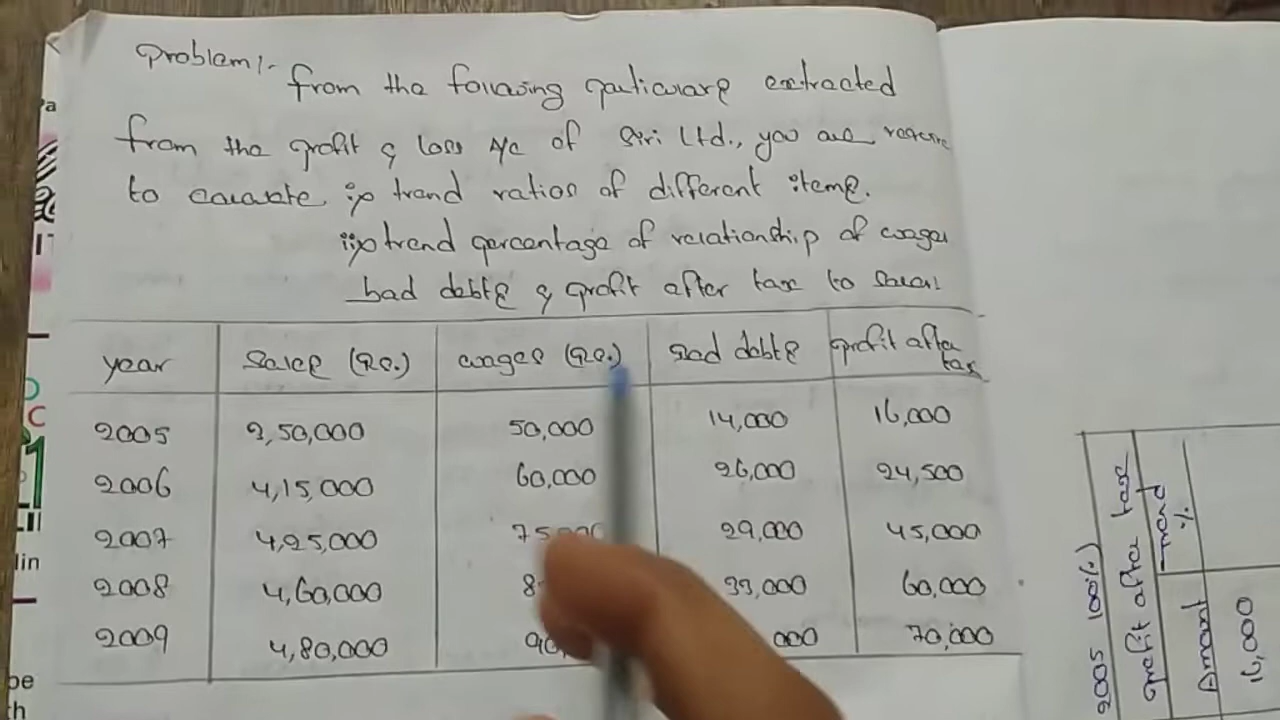 Problem:-
from the following particulars extracted
from the profit & loss A/c of Siri Ltd., you are require
to calculate i) trend ratios of different items.
ii) trend percentage of relationship of wages
bad debts & profit after tax to sales:
year sales (Rs.) wages (Rs.) Bad debts profit after tax
2005 2,50,000 50,000 14,000 16,000
2006 4,15,000 60,000 26,000 24,500
2007 4,25,000 29,000 45,000
2008 4,60,000 33,000 60,000
2009 4,80,000 70,000
2005 100%)
profit after tax
Amount trend %
16,000